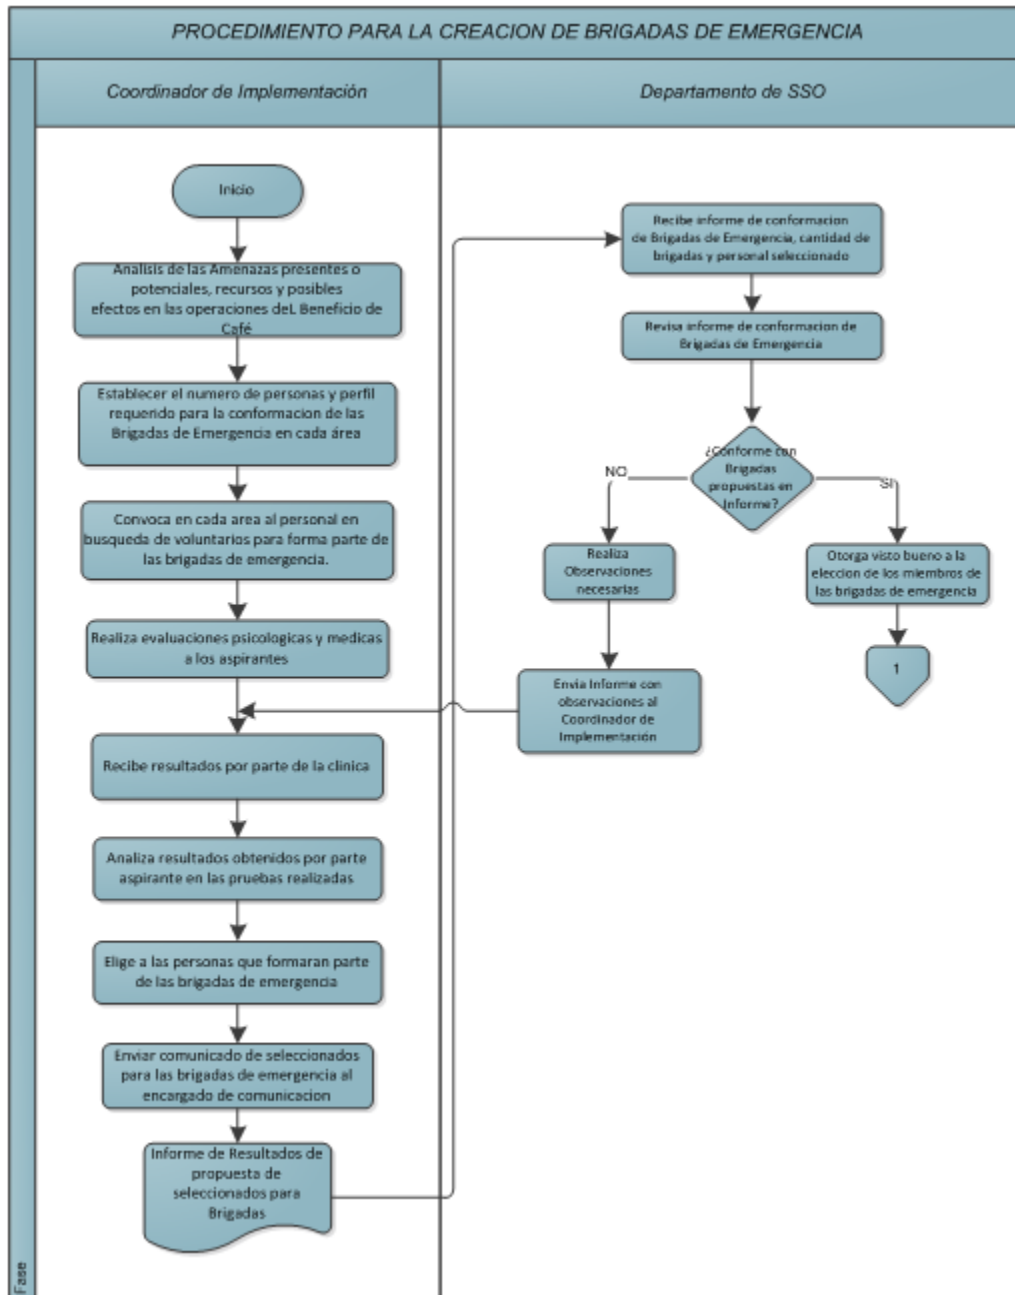 PROCEDIMIENTO PARA LA CREACION DE BRIGADAS DE EMERGENCIA
Coordinador de Implementación
Departamento de SSO
Inicio
Analisis de las Amenazas presentes o
potenciales, recursos y posibles
efectos en las operaciones deL Beneficio de
Café
Establecer el numero de personas y perfil
requerido para la conformacion de las
Brigadas de Emergencia en cada área
Convoca en cada area al personal en
busqueda de voluntarios para forma parte de
las brigadas de emergencia.
Realiza evaluaciones psicologicas y medicas
a los aspirantes
Recibe resultados por parte de la clinica
Analiza resultados obtenidos por parte
aspirante en las pruebas realizadas
Elige a las personas que formaran parte
de las brigadas de emergencia
Enviar comunicado de seleccionados
para las brigadas de emergencia al
encargado de comunicacion
Informe de Resultados de
propuesta de
seleccionados para
Brigadas
Recibe informe de conformacion
de Brigadas de Emergencia, cantidad de
brigadas y personal seleccionado
Revisa informe de conformacion de
Brigadas de Emergencia
¿Conforme con
Brigadas
propuestas en
Informe?
NO
SI
Realiza
Observaciones
necesarias
Envia Informe con
observaciones al
Coordinador de
Implementación
Otorga visto bueno a la
eleccion de los miembros de
las brigadas de emergencia
1
Fase